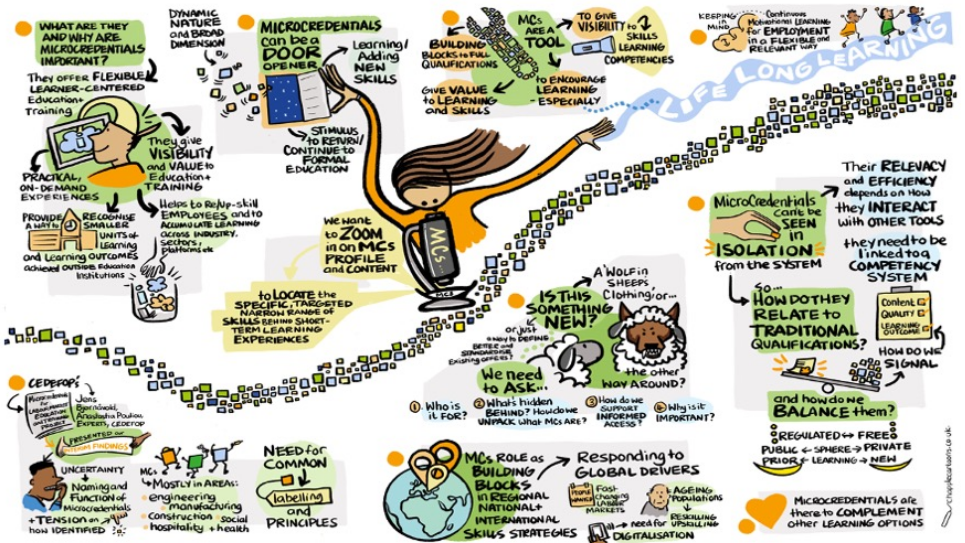 WHAT ARE THEY
AND WHY ARE
MICROCREDENTIALS
IMPORTANT?
THEY OFFER FLEXIBLE
LEARNER-CENTERED
Education+
Training
They give
VISIBILITY
and VALUE to
Education+
TRAINING
PRACTICAL,
ON-DEMAND
EXPERIENCES
PROVIDE
A WAY TO
RECOGNISE
SMALLER
UNITS of
Learning
and Learning OUTCOMES
achieved OUTSIDE Education
Institutions
Helps to Re/Up-skill
EMPLOYEES and to
ACCUMULATE LEARNING
ACROSS INDUSTRY,
Sectors,
platforms etc
DYNAMIC
NATURE
and BROAD
DIMENSION
MICROCREDENTIALS
can be a
DOOR
OPENER
Learning/
Adding
NEW
SKILLS
STIMULUS
to RETURN/
CONTINUE to
FORMAL
EDUCATION
MCs
ARE A
TOOL
BUILDING
BLOCKS to FULL
QUALIFICATIONS
TO GIVE
VISIBILITY to
SKILLS
LEARNING
COMPETENCIES
GIVE VALUE
to LEARNING
and SKILLS
to ENCOURAGE
LEARNING
-ESPECIALLY
KEEPING
in
MIND
Continuous
Motivational LEARNING
for EMPLOYMENT
in a FLEXIBLE and
RELEVANT WAY
LIFE LONG LEARNING
We want
to ZOOM
in on MCs
PROFILE
and CONTENT
MCs...
MCs
to LOCATE the
SPECIFIC, TARGETED
NARROW RANGE of
SKILLS BEHIND SHORT-
TERM LEARNING
EXPERIENCES
IS THIS
SOMETHING
NEW?
A WOLF in
SHEEPS
Clothing, or...
the other
WAY AROUND?
or just
a way to DEFINE
BETTER and
STANDARDISE
Existing offers?
We need
to ASK...
1 Who is
it FOR?
2 What's hidden
BEHIND? How do we
UNPACK what MCs ARE?
3 How do we
SUPPORT
INFORMED
ACCESS?
4 Why is it
IMPORTANT?
MicroCredentials
can't be
SEEN
in
ISOLATION
from the SYSTEM
Their RELEVACY
and EFFICIENCY
depends on How
they INTERACT
with OTHER TOOLS
they need to be
linked to a
COMPETENCY
SYSTEM
So...
HOW DO THEY
RELATE to
TRADITIONAL
QUALIFICATIONS?
Content
QUALITY
LEARNING
OUTCOME
HOW DO WE
SIGNAL
and how do we
BALANCE them?
REGULATED ↔ FREE
PUBLIC ← SPHERE → PRIVATE
PRIOR ← LEARNING → NEW
CEDEFOP's
Jens
Bjørnåvold,
Anastasia Pouliou,
EXPERTS, CEDEFOP
PRESENTED our
INTERIM FINDINGS
UNCERTAINTY
Naming and
Function of
Microcredentials
+ TENSION on
how IDENTIFIED
MCs
Mostly in AREAS:
engineering
manufacturing
construction social
hospitality + health
NEED for
COMMON
labelling
and
PRINCIPLES
MCs ROLE as
BUILDING
BLOCKS
in REGIONAL
NATIONAL+
INTERNATIONAL
SKILLS STRATEGIES
Responding to
GLOBAL DRIVERS
Fast-
CHANGING
LABOUR
MARKETS
AGEING
POPULATIONS
RESKILLING
UPSKILLING
need for
DIGITALISATION
MICROCREDENTIALS are
there to COMPLEMENT
other LEARNING OPTIONS